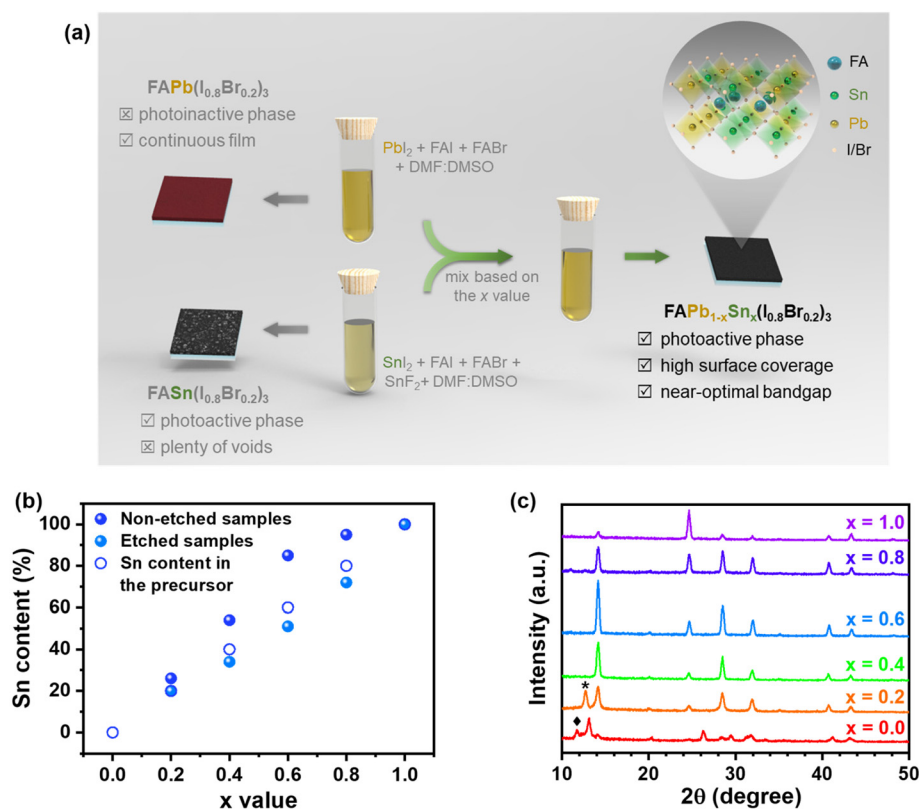 (a)
FAPb(I₀.₈Br₀.₂)₃
☒ photoinactive phase
☑ continuous film
PbI₂ + FAI + FABr
+ DMF:DMSO
FA
Sn
Pb
I/Br
mix based on
the x value
FASn(I₀.₈Br₀.₂)₃
☑ photoactive phase
☒ plenty of voids
SnI₂ + FAI + FABr +
SnF₂+ DMF:DMSO
FAPb₁₋ₓSnₓ(I₀.₈Br₀.₂)₃
☑ photoactive phase
☑ high surface coverage
☑ near-optimal bandgap
(b)
Sn content (%)
100
80
60
40
20
0
Non-etched samples
Etched samples
Sn content in
the precursor
0.0 0.2 0.4 0.6 0.8 1.0
x value
(c)
Intensity (a.u.)
x = 1.0
x = 0.8
x = 0.6
x = 0.4
* x = 0.2
♦ x = 0.0
10 20 30 40 50
2θ (degree)